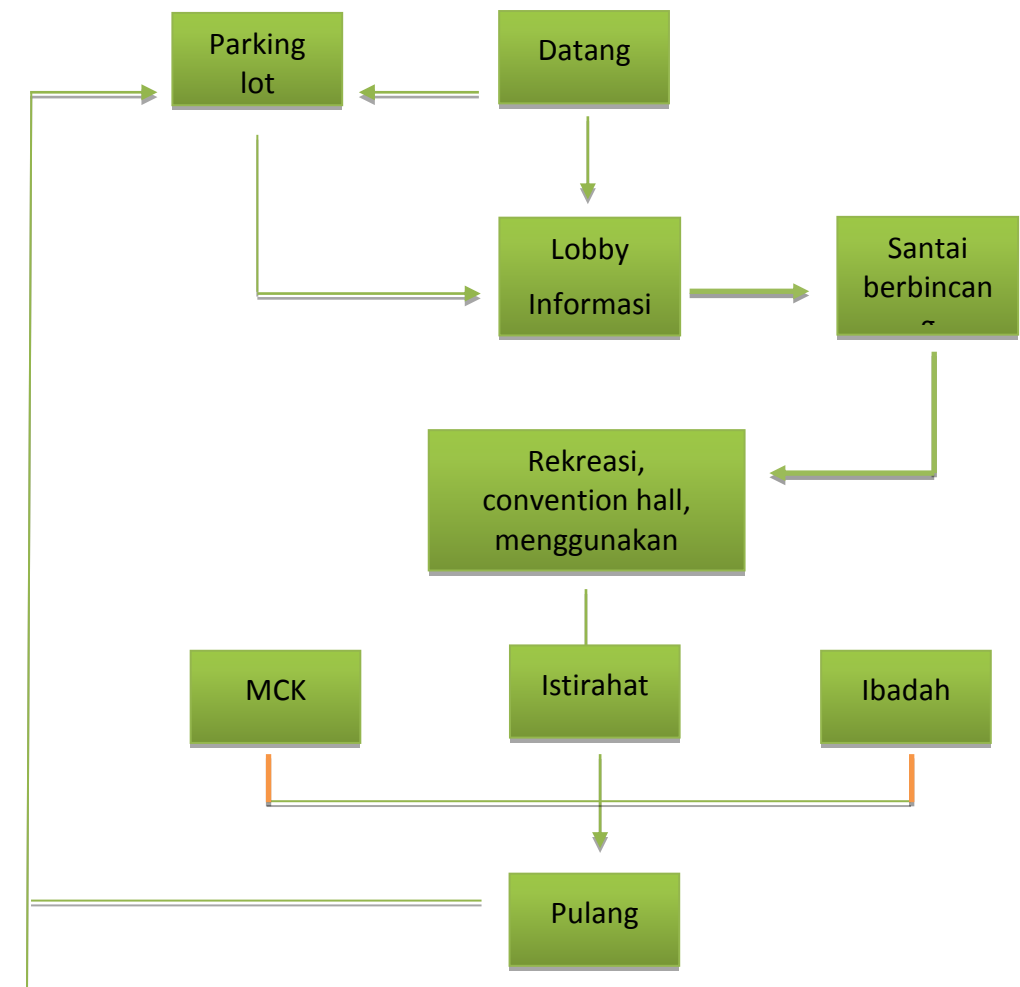 Parking
lot
Datang
Lobby
Informasi
Santai
berbincan
Rekreasi,
convention hall,
menggunakan
MCK
Istirahat
Ibadah
Pulang